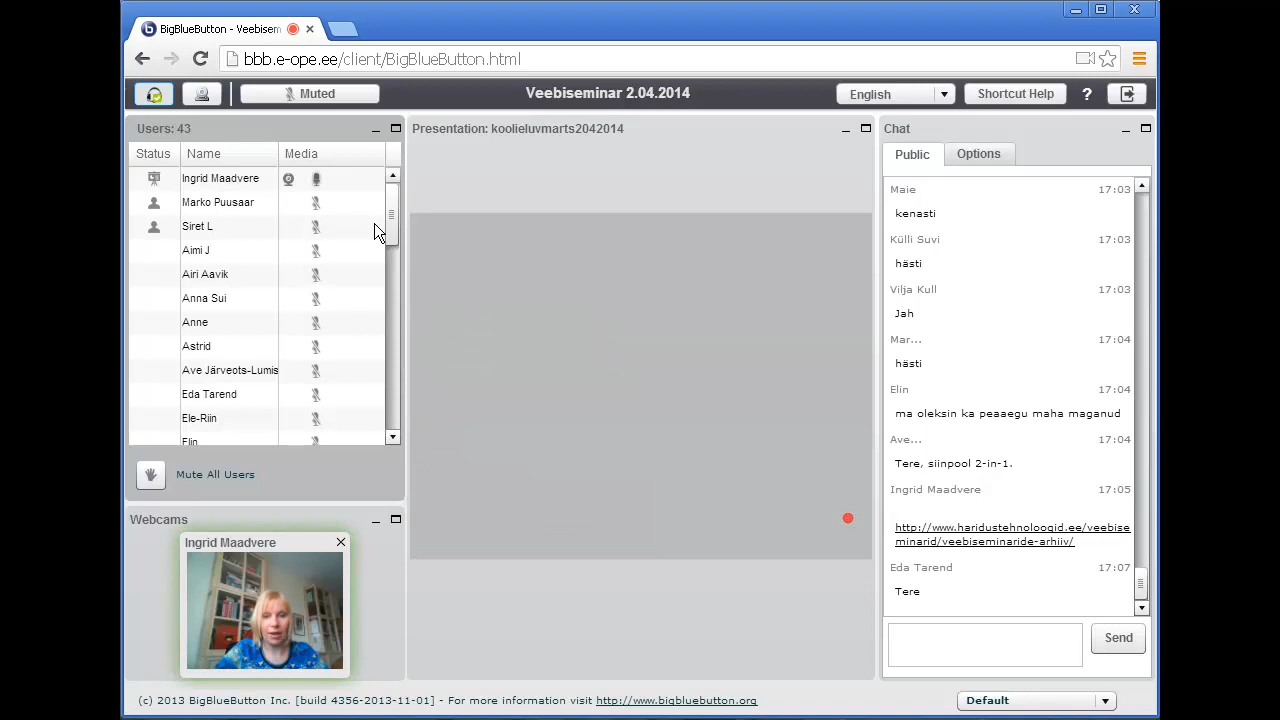 BigBlueButton - Veebisem
bbb.e-ope.ee/client/BigBlueButton.html
Muted
Veebiseminar 2.04.2014
English
Shortcut Help
?
Users: 43
Status Name Media
Ingrid Maadvere
Marko Puusaar
Siret L
Aimi J
Airi Aavik
Anna Sui
Anne
Astrid
Ave Järveots-Lumis
Eda Tarend
Ele-Riin
Elin
Mute All Users
Webcams
Ingrid Maadvere
Presentation: koolieluvmarts2042014
Chat
Public Options
Maie 17:03
kenasti
Külli Suvi 17:03
hästi
Vilja Kull 17:03
Jah
Mar... 17:04
hästi
Elin 17:04
ma oleksin ka peaaegu maha maganud
Ave... 17:04
Tere, siinpool 2-in-1.
Ingrid Maadvere 17:05
http://www.haridustehnoloogid.ee/veebise
minarid/veebiseminaride-arhiiv/
Eda Tarend 17:07
Tere
Send
(c) 2013 BigBlueButton Inc. [build 4356-2013-11-01] - For more information visit http://www.bigbluebutton.org
Default